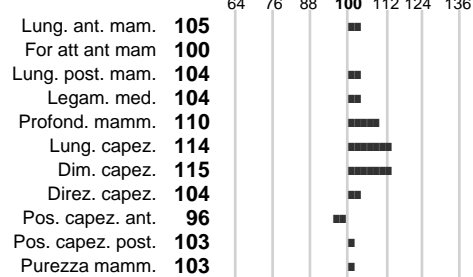 64 76 88 100 112 124 136
Lung. ant. mam. 105
For att ant mam 100
Lung. post. mam. 104
Legam. med. 104
Profond. mamm. 110
Lung. capez. 114
Dim. capez. 115
Direz. capez. 104
Pos. capez. ant. 96
Pos. capez. post. 103
Purezza mamm. 103